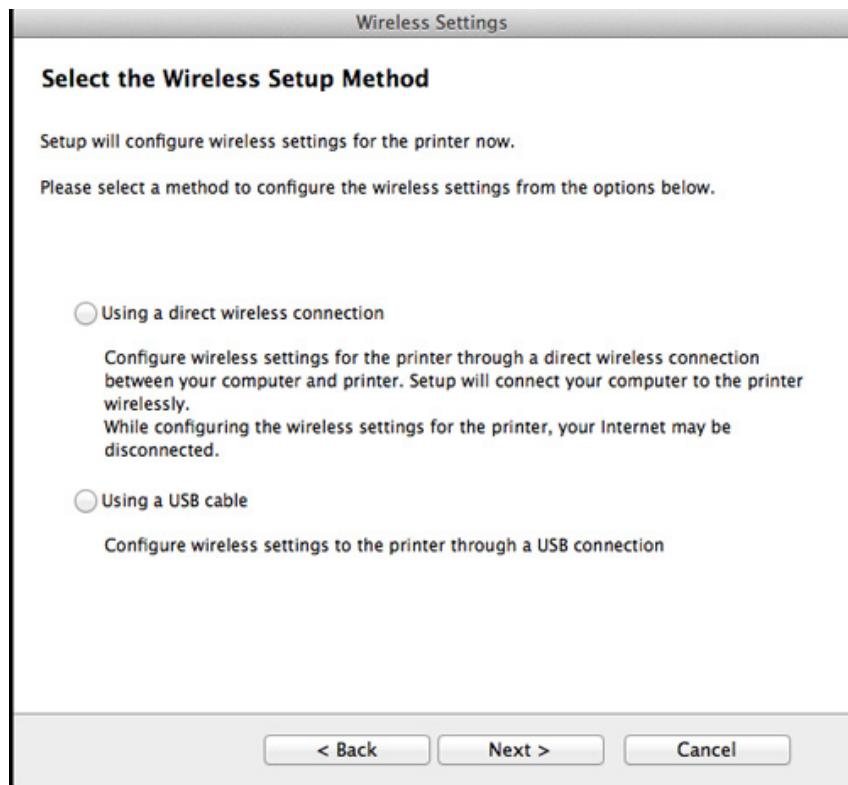 Wireless Settings
Select the Wireless Setup Method
Setup will configure wireless settings for the printer now.
Please select a method to configure the wireless settings from the options below.
Using a direct wireless connection
Configure wireless settings for the printer through a direct wireless connection
between your computer and printer. Setup will connect your computer to the printer
wirelessly.
While configuring the wireless settings for the printer, your Internet may be
disconnected.
Using a USB cable
Configure wireless settings to the printer through a USB connection
< Back Next > Cancel